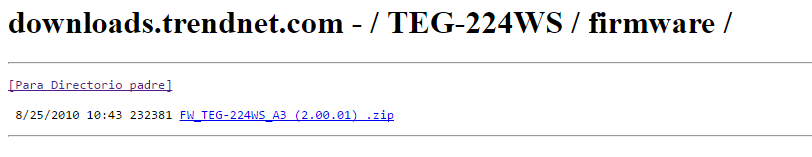 downloads.trendnet.com - / TEG-224WS / firmware /
[Para Directorio padre]
8/25/2010 10:43 232381 FW_TEG-224WS_A3 (2.00.01) .zip